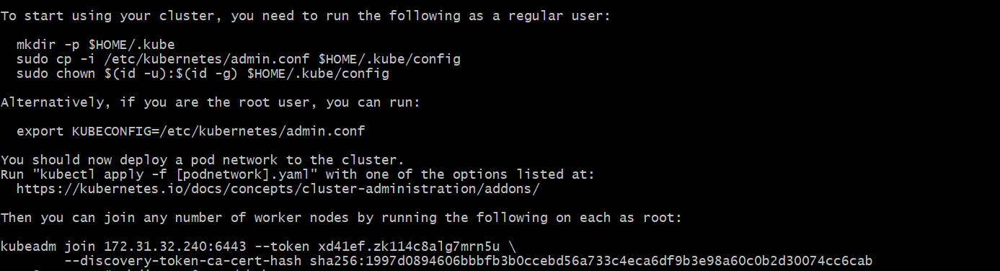 To start using your cluster, you need to run the following as a regular user:
mkdir -p $HOME/.kube
sudo cp -i /etc/kubernetes/admin.conf $HOME/.kube/config
sudo chown $(id -u):$(id -g) $HOME/.kube/config
Alternatively, if you are the root user, you can run:
export KUBECONFIG=/etc/kubernetes/admin.conf
You should now deploy a pod network to the cluster.
Run "kubectl apply -f [podnetwork].yaml" with one of the options listed at:
https://kubernetes.io/docs/concepts/cluster-administration/addons/
Then you can join any number of worker nodes by running the following on each as root:
kubeadm join 172.31.32.240:6443 --token xd41ef.zk114c8alg7mrn5u \
--discovery-token-ca-cert-hash sha256:1997d0894606bbbfb3b0ccebd56a733c4eca6df9b3e98a60c0b2d30074cc6cab